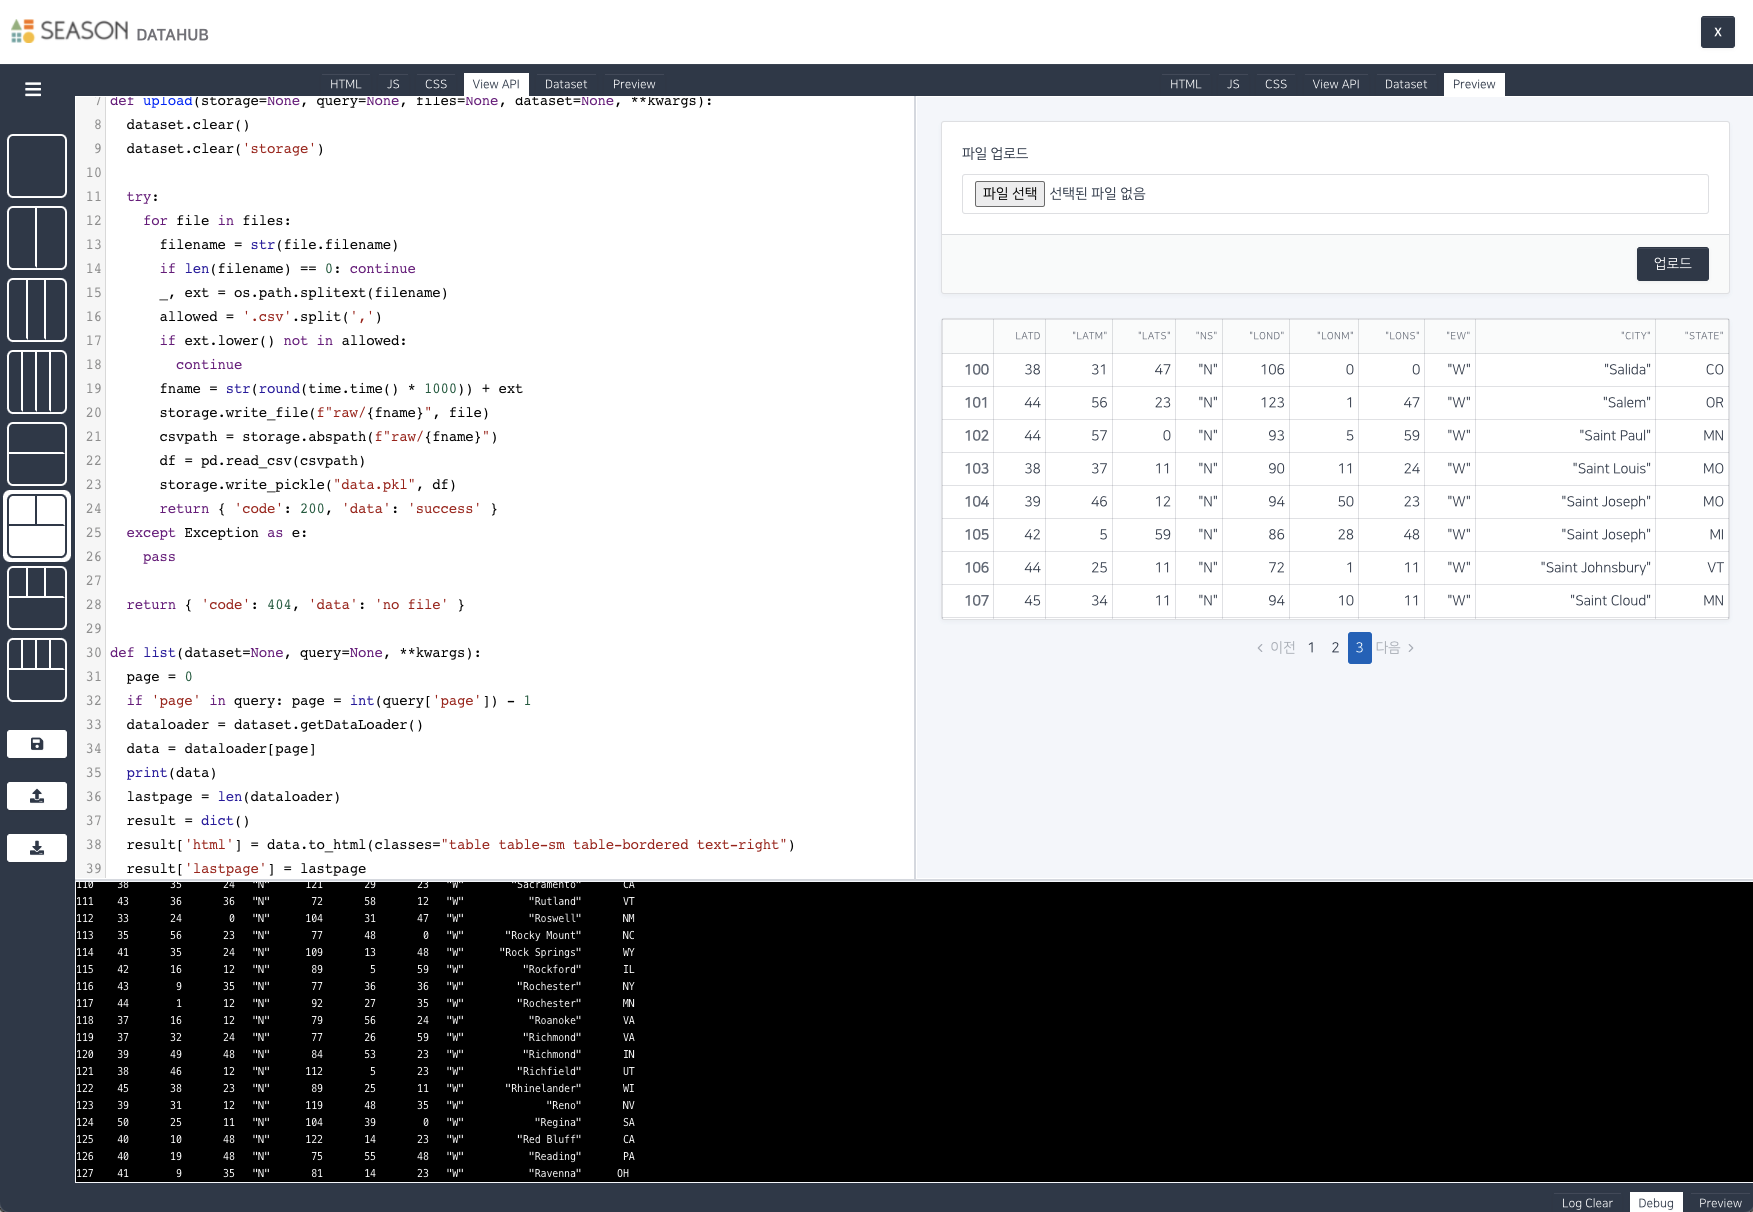 SEASON DATAHUB
X
HTML JS CSS View API Dataset Preview
HTML JS CSS View API Dataset Preview
7 def upload(storage=None, query=None, files=None, dataset=None, **kwargs):
8 dataset.clear()
9 dataset.clear('storage')
10
11 try:
12 for file in files:
13 filename = str(file.filename)
14 if len(filename) == 0: continue
15 _, ext = os.path.splitext(filename)
16 allowed = '.csv'.split(',')
17 if ext.lower() not in allowed:
18 continue
19 fname = str(round(time.time() * 1000)) + ext
20 storage.write_file(f"raw/{fname}", file)
21 csvpath = storage.abspath(f"raw/{fname}")
22 df = pd.read_csv(csvpath)
23 storage.write_pickle("data.pkl", df)
24 return { 'code': 200, 'data': 'success' }
25 except Exception as e:
26 pass
27
28 return { 'code': 404, 'data': 'no file' }
29
30 def list(dataset=None, query=None, **kwargs):
31 page = 0
32 if 'page' in query: page = int(query['page']) - 1
33 dataloader = dataset.getDataLoader()
34 data = dataloader[page]
35 print(data)
36 lastpage = len(dataloader)
37 result = dict()
38 result['html'] = data.to_html(classes="table table-sm table-bordered text-right")
39 result['lastpage'] = lastpage
파일 업로드
파일 선택 선택된 파일 없음
업로드
LATD "LATM" "LATS" "NS" "LOND" "LONM" "LONS" "EW" "CITY" "STATE"
100 38 31 47 "N" 106 0 0 "W" "Salida" CO
101 44 56 23 "N" 123 1 47 "W" "Salem" OR
102 44 57 0 "N" 93 5 59 "W" "Saint Paul" MN
103 38 37 11 "N" 90 11 24 "W" "Saint Louis" MO
104 39 46 12 "N" 94 50 23 "W" "Saint Joseph" MO
105 42 5 59 "N" 86 28 48 "W" "Saint Joseph" MI
106 44 25 11 "N" 72 1 11 "W" "Saint Johnsbury" VT
107 45 34 11 "N" 94 10 11 "W" "Saint Cloud" MN
‹ 이전 1 2 3 다음 ›
110 38 35 24 "N" 121 29 23 "W" "Sacramento" CA
111 43 36 36 "N" 72 58 12 "W" "Rutland" VT
112 33 24 0 "N" 104 31 47 "W" "Roswell" NM
113 35 56 23 "N" 77 48 0 "W" "Rocky Mount" NC
114 41 35 24 "N" 109 13 48 "W" "Rock Springs" WY
115 42 16 12 "N" 89 5 59 "W" "Rockford" IL
116 43 9 35 "N" 77 36 36 "W" "Rochester" NY
117 44 1 12 "N" 92 27 35 "W" "Rochester" MN
118 37 16 12 "N" 79 56 24 "W" "Roanoke" VA
119 37 32 24 "N" 77 26 59 "W" "Richmond" VA
120 39 49 48 "N" 84 53 23 "W" "Richmond" IN
121 38 46 12 "N" 112 5 23 "W" "Richfield" UT
122 45 38 23 "N" 89 25 11 "W" "Rhinelander" WI
123 39 31 12 "N" 119 48 35 "W" "Reno" NV
124 50 25 11 "N" 104 39 0 "W" "Regina" SA
125 40 10 48 "N" 122 14 23 "W" "Red Bluff" CA
126 40 19 48 "N" 75 55 48 "W" "Reading" PA
127 41 9 35 "N" 81 14 23 "W" "Ravenna" OH
Log Clear Debug Preview